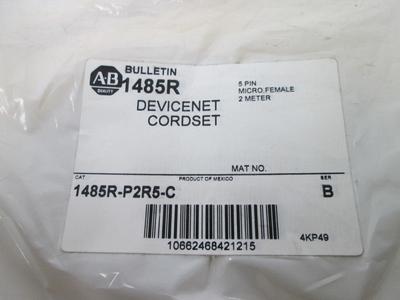 A-B
QUALITY
BULLETIN
1485R
DEVICENET
CORDSET
5 PIN
MICRO,FEMALE
2 METER
MAT NO.
CAT
PRODUCT OF MEXICO
SER
1485R-P2R5-C
B
10662468421215
4KP49